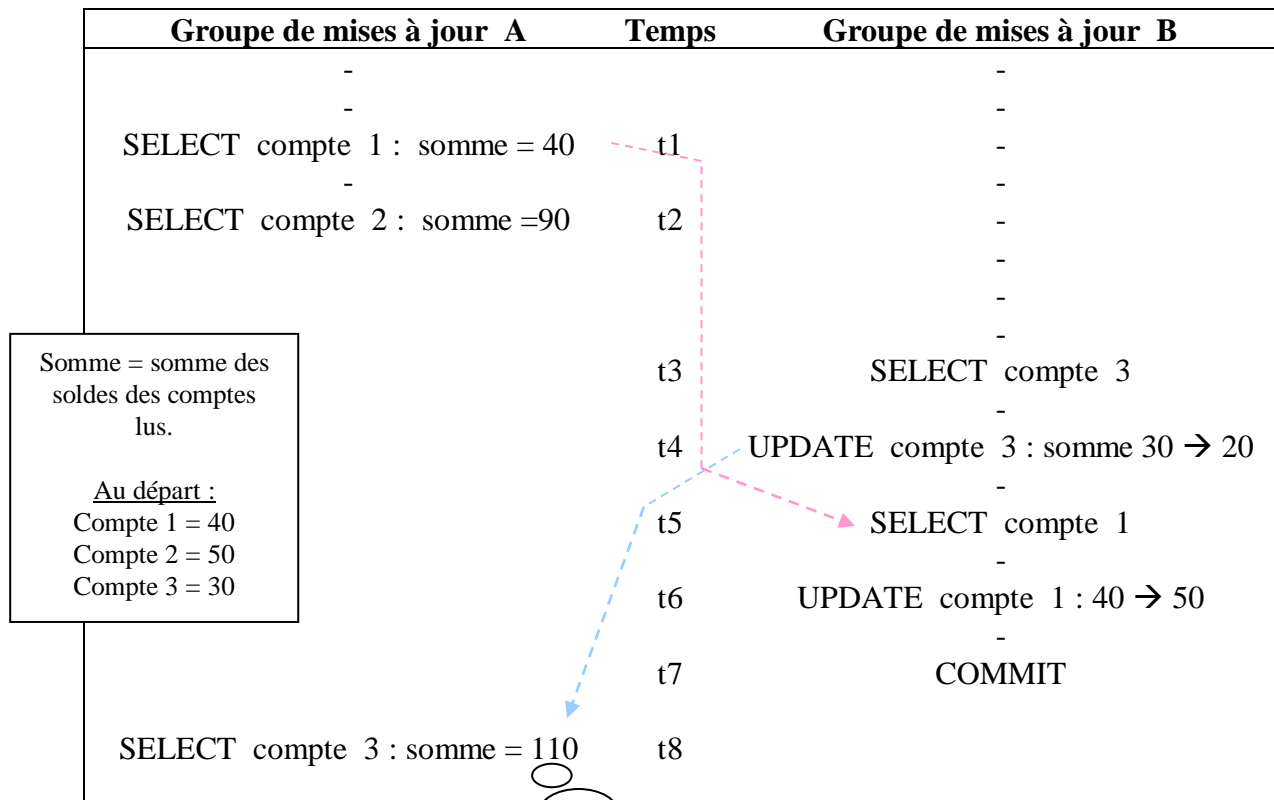 Groupe de mises à jour A Temps Groupe de mises à jour B
- -
- -
SELECT compte 1 : somme = 40 t1 -
- -
SELECT compte 2 : somme =90 t2 -
-
-
-
Somme = somme des
soldes des comptes
lus.
Au départ :
Compte 1 = 40
Compte 2 = 50
Compte 3 = 30
t3 SELECT compte 3
-
t4 UPDATE compte 3 : somme 30 → 20
-
t5 SELECT compte 1
-
t6 UPDATE compte 1 : 40 → 50
-
t7 COMMIT
SELECT compte 3 : somme = 110 t8